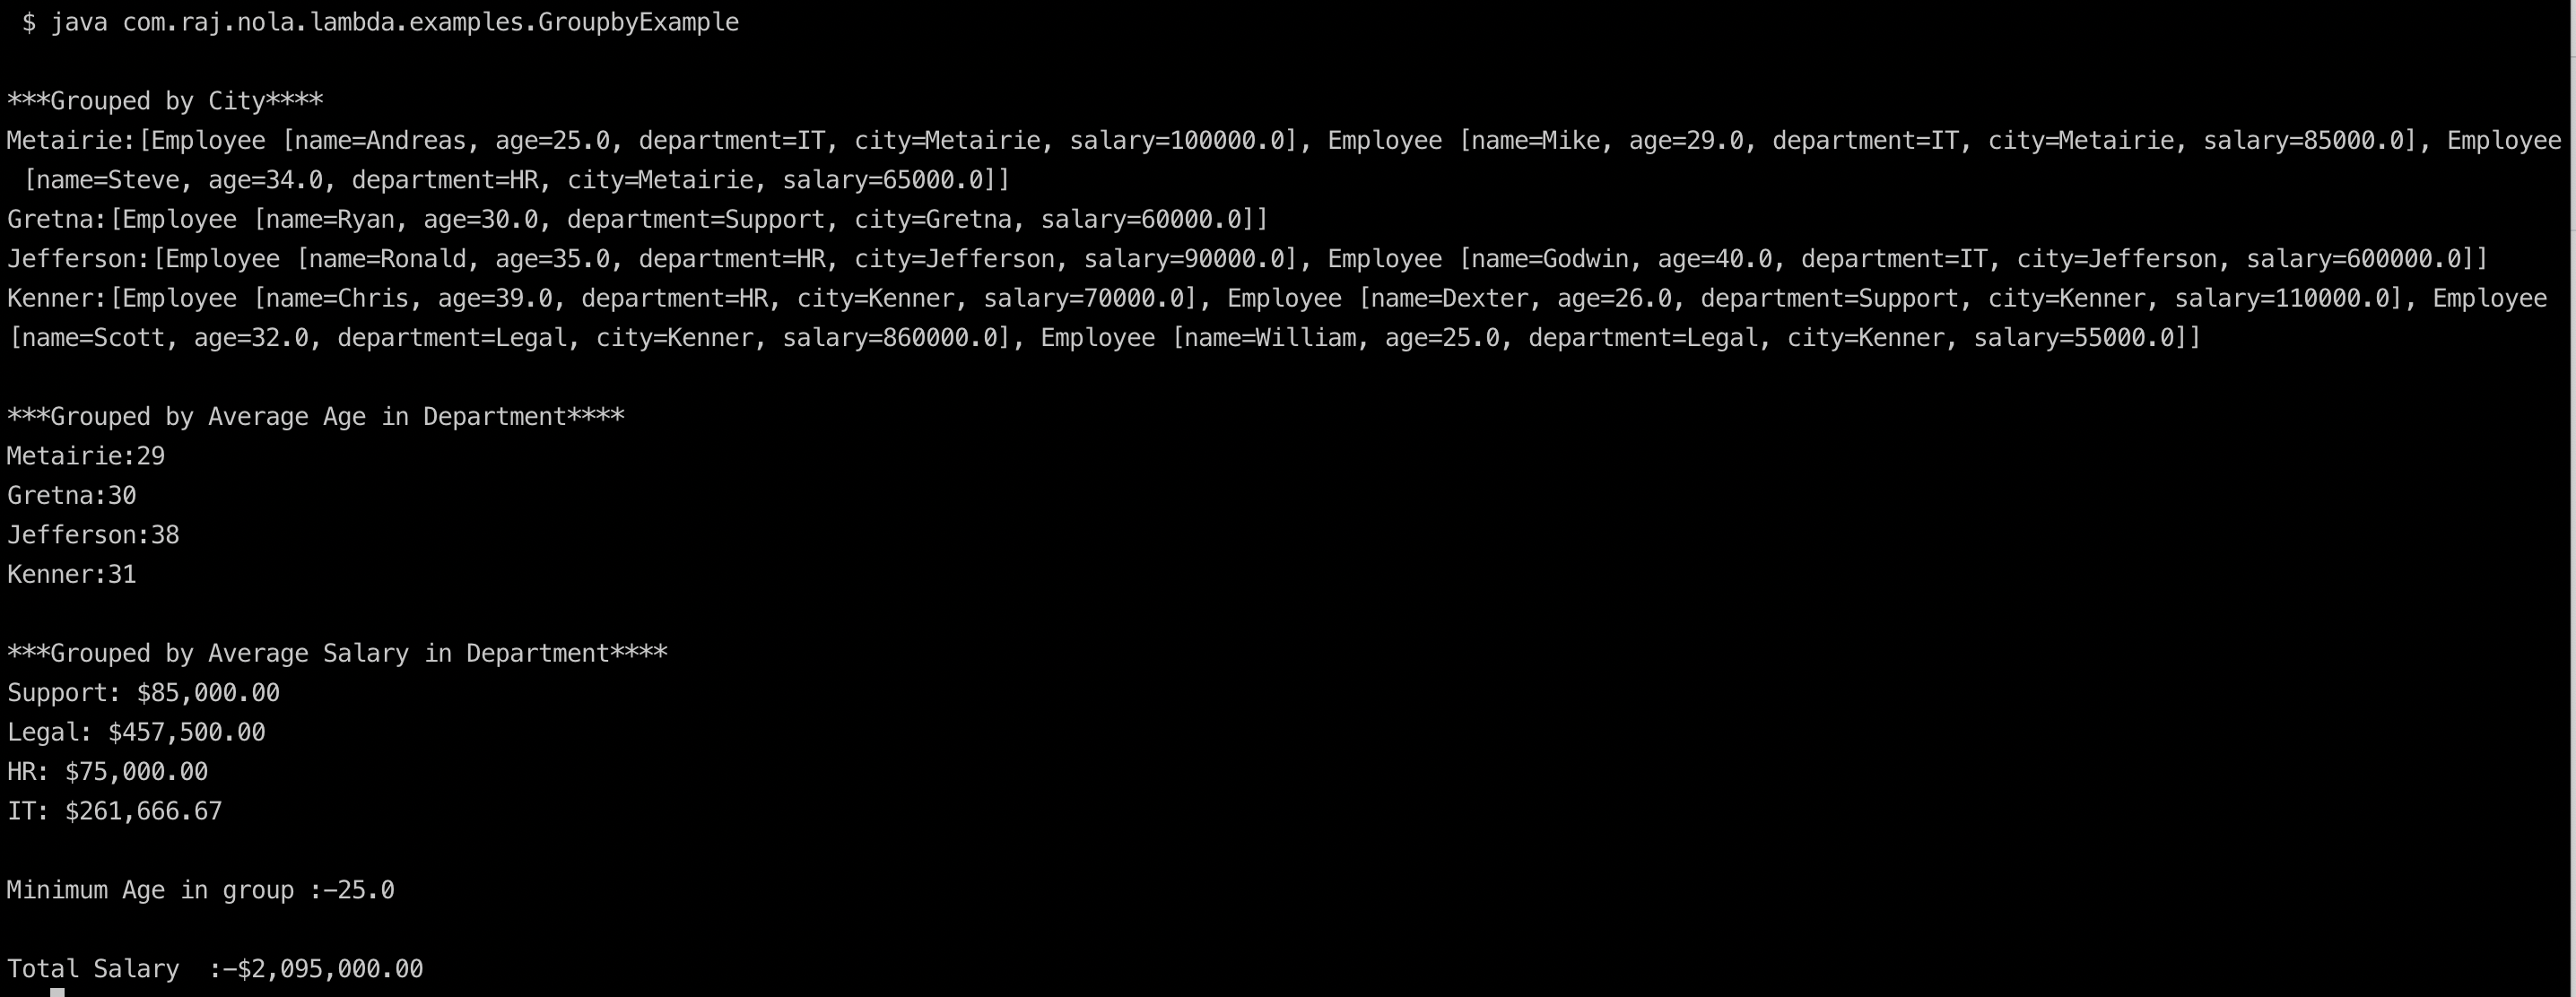 $ java com.raj.nola.lambda.examples.GroupbyExample
***Grouped by City****
Metairie:[Employee [name=Andreas, age=25.0, department=IT, city=Metairie, salary=100000.0], Employee [name=Mike, age=29.0, department=IT, city=Metairie, salary=85000.0], Employee
[name=Steve, age=34.0, department=HR, city=Metairie, salary=65000.0]]
Gretna:[Employee [name=Ryan, age=30.0, department=Support, city=Gretna, salary=60000.0]]
Jefferson:[Employee [name=Ronald, age=35.0, department=HR, city=Jefferson, salary=90000.0], Employee [name=Godwin, age=40.0, department=IT, city=Jefferson, salary=600000.0]]
Kenner:[Employee [name=Chris, age=39.0, department=HR, city=Kenner, salary=70000.0], Employee [name=Dexter, age=26.0, department=Support, city=Kenner, salary=110000.0], Employee
[name=Scott, age=32.0, department=Legal, city=Kenner, salary=860000.0], Employee [name=William, age=25.0, department=Legal, city=Kenner, salary=55000.0]]
***Grouped by Average Age in Department****
Metairie:29
Gretna:30
Jefferson:38
Kenner:31
***Grouped by Average Salary in Department****
Support: $85,000.00
Legal: $457,500.00
HR: $75,000.00
IT: $261,666.67
Minimum Age in group :-25.0
Total Salary  :-$2,095,000.00